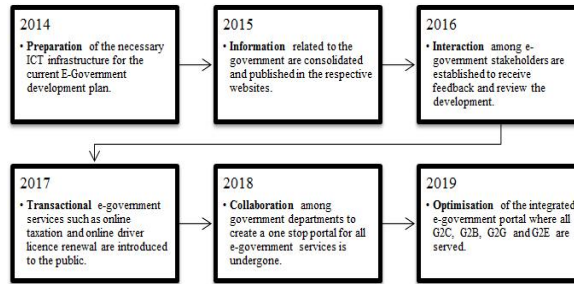 2014
• Preparation of the necessary
ICT infrastructure for the
current E-Government
development plan.
2015
• Information related to the
government are consolidated
and published in the respective
websites.
2016
• Interaction among e-
government stakeholders are
established to receive
feedback and review the
development.
2017
• Transactional e-government
services such as online
taxation and online driver
licence renewal are introduced
to the public.
2018
• Collaboration among
government departments to
create a one stop portal for all
e-government services is
undergone.
2019
• Optimisation of the integrated
e-government portal where all
G2C, G2B, G2G and G2E are
served.